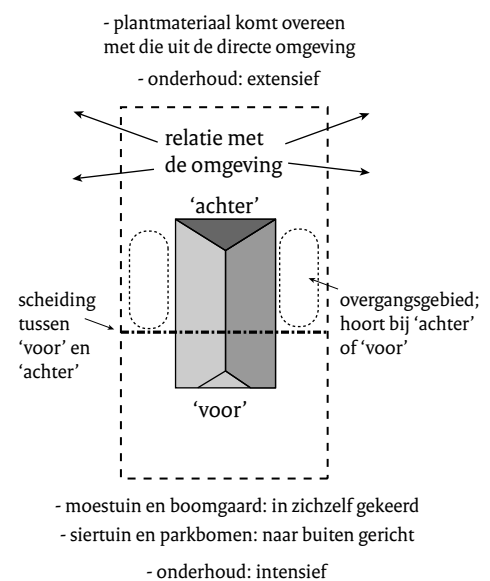 - plantmateriaal komt overeen
met die uit de directe omgeving
- onderhoud: extensief
relatie met
de omgeving
‘achter’
scheiding
tussen
‘voor’ en
‘achter’
overgangsgebied;
hoort bij ‘achter’
of ‘voor’
‘voor’
- moestuin en boomgaard: in zichzelf gekeerd
- siertuin en parkbomen: naar buiten gericht
- onderhoud: intensief